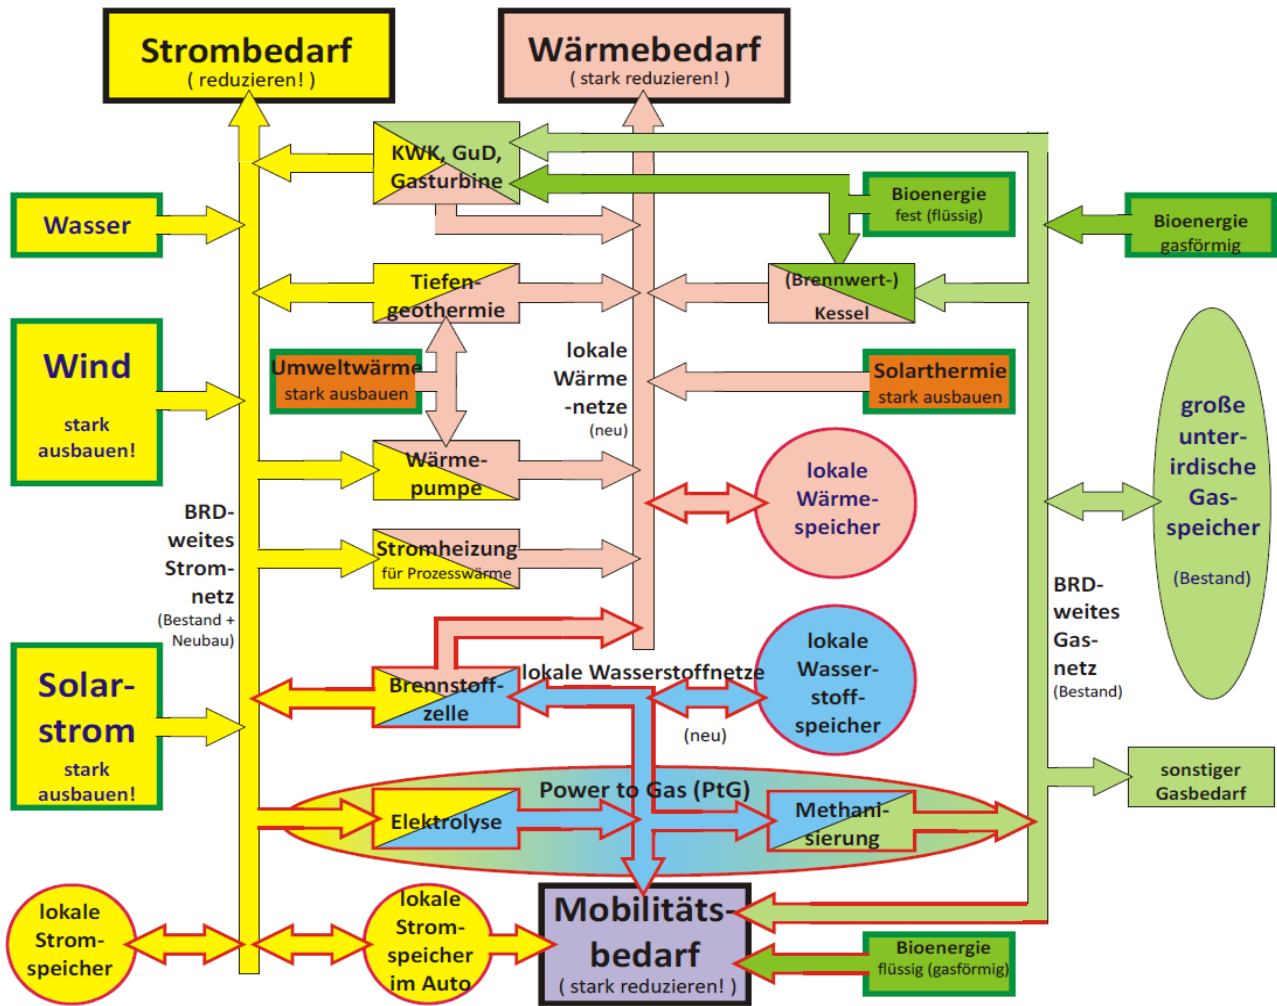 Strombedarf
( reduzieren! )
Wärmebedarf
( stark reduzieren! )
KWK, GuD,
Gasturbine
Wasser
Bioenergie
fest (flüssig)
Bioenergie
gasförmig
Tiefen-
geothermie
(Brennwert-)
Kessel
Wind
stark
ausbauen!
Umweltwärme
stark ausbauen
lokale
Wärme
-netze
(neu)
Solarthermie
stark ausbauen
große
unter-
irdische
Gas-
speicher
(Bestand)
Wärme-
pumpe
lokale
Wärme-
speicher
BRD-
weites
Strom-
netz
(Bestand +
Neubau)
Stromheizung
für Prozesswärme
BRD-
weites
Gas-
netz
(Bestand)
Solar-
strom
stark
ausbauen!
Brennstoff-
zelle
lokale Wasserstoffnetze
(neu)
lokale
Wasser-
stoff-
speicher
sonstiger
Gasbedarf
Power to Gas (PtG)
Elektrolyse
Methani-
sierung
lokale
Strom-
speicher
lokale
Strom-
speicher
im Auto
Mobilitäts-
bedarf
( stark reduzieren! )
Bioenergie
flüssig (gasförmig)